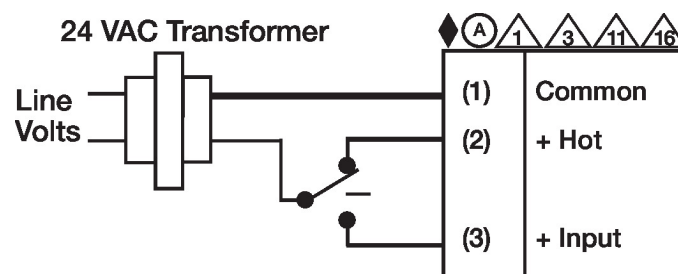 24 VAC Transformer
A 1 3 11 16
Line
Volts
(1) Common
(2) + Hot
(3) + Input